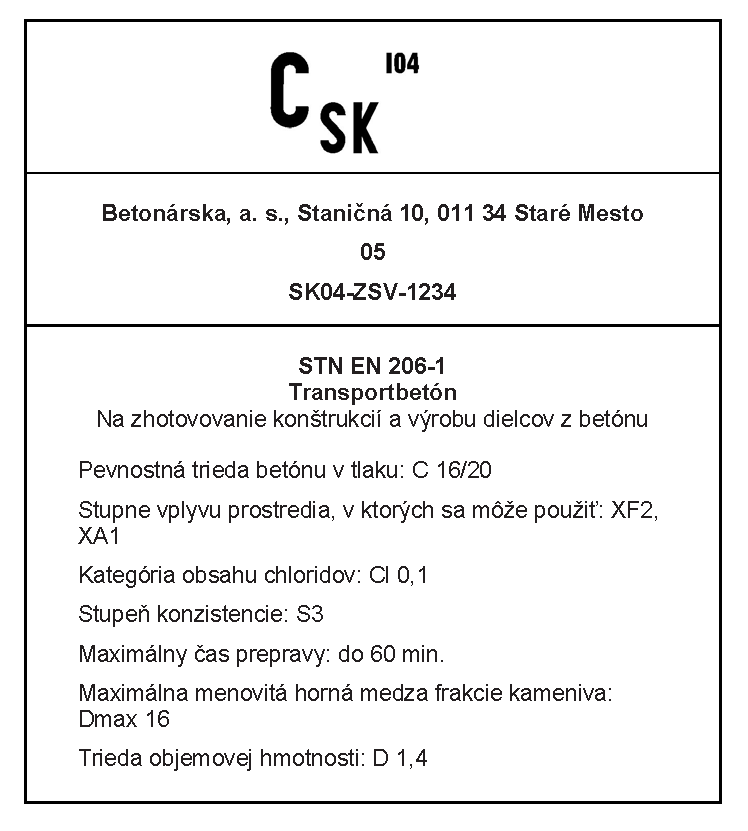 C SK I04
Betonárska, a. s., Staničná 10, 011 34 Staré Mesto
05
SK04-ZSV-1234
STN EN 206-1
Transportbetón
Na zhotovovanie konštrukcií a výrobu dielcov z betónu
Pevnostná trieda betónu v tlaku: C 16/20
Stupne vplyvu prostredia, v ktorých sa môže použiť: XF2,
XA1
Kategória obsahu chloridov: Cl 0,1
Stupeň konzistencie: S3
Maximálny čas prepravy: do 60 min.
Maximálna menovitá horná medza frakcie kameniva:
Dmax 16
Trieda objemovej hmotnosti: D 1,4